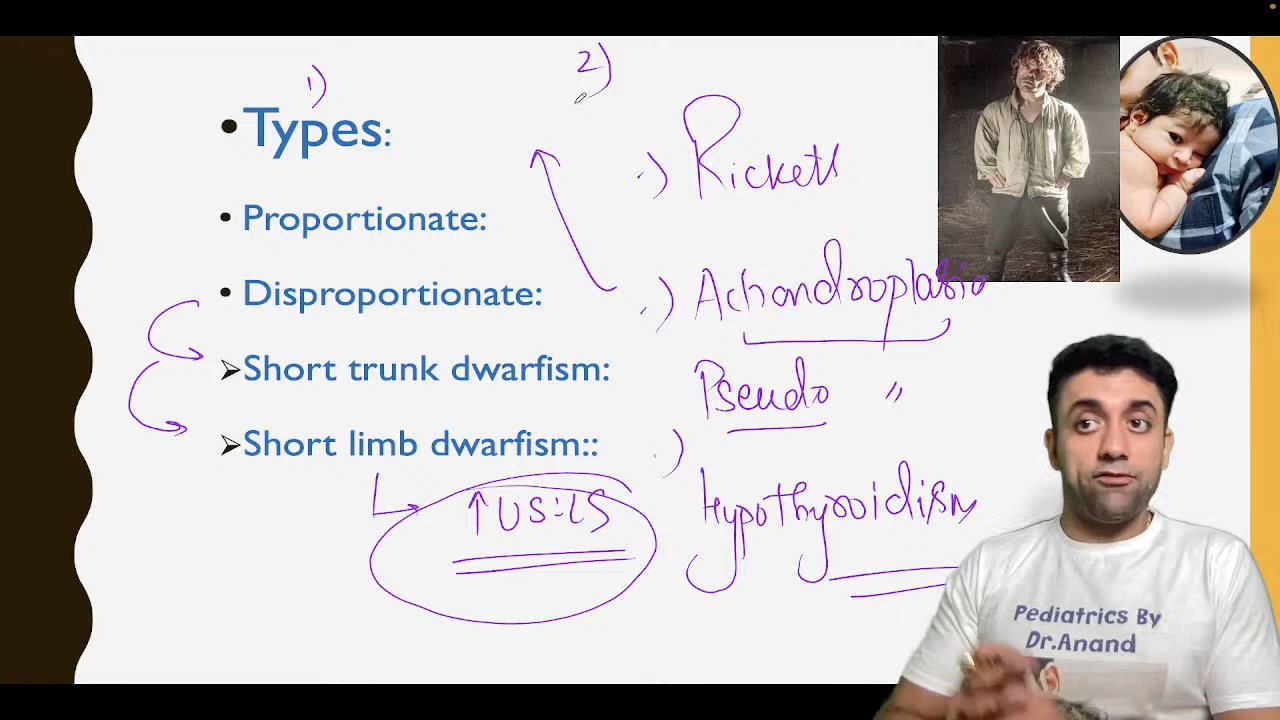 1)
• Types:
• Proportionate:
• Disproportionate:
➤ Short trunk dwarfism:
➤ Short limb dwarfism::
↑ US:LS
2)
.) Rickets
.) Achondroplasia
Pseudo "
.) Hypothyroidism
Pediatrics By
Dr.Anand